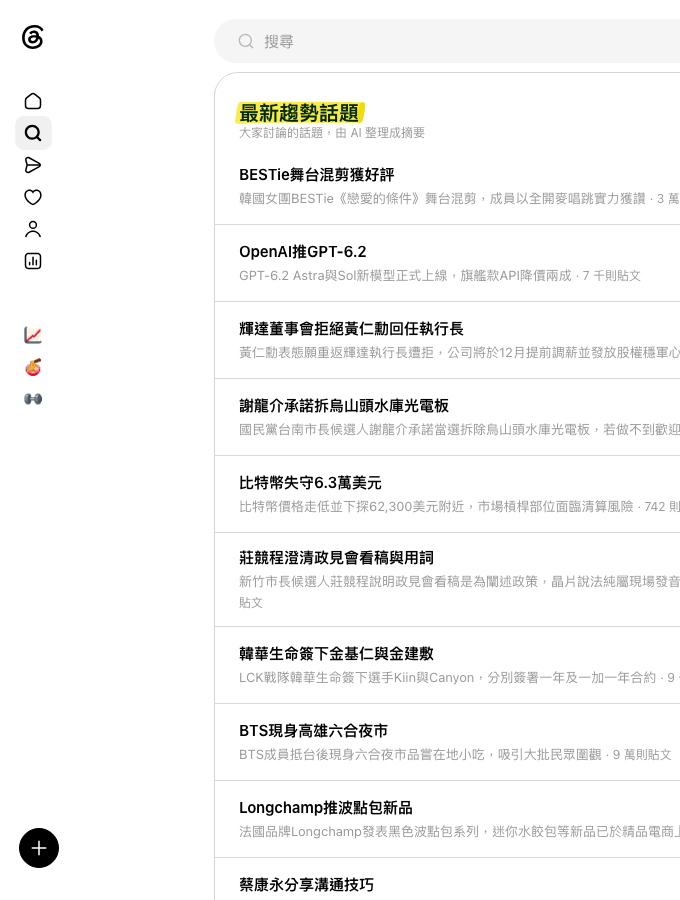 搜尋
最新趨勢話題
大家討論的話題，由 AI 整理成摘要
BESTie舞台混剪獲好評
韓國女團BESTie《戀愛的條件》舞台混剪，成員以全開麥唱跳實力獲讚 · 3 萬
OpenAI推GPT-6.2
GPT-6.2 Astra與Sol新模型正式上線，旗艦款API降價兩成 · 7 千則貼文
輝達董事會拒絕黃仁勳回任執行長
黃仁勳表態願重返輝達執行長遭拒，公司將於12月提前調薪並發放股權穩軍心
謝龍介承諾拆烏山頭水庫光電板
國民黨台南市長候選人謝龍介承諾當選拆除烏山頭水庫光電板，若做不到歡迎
比特幣失守6.3萬美元
比特幣價格走低並下探62,300美元附近，市場槓桿部位面臨清算風險 · 742 則
莊競程澄清政見會看稿與用詞
新竹市長候選人莊競程說明政見會看稿是為闡述政策，晶片說法純屬現場發音
貼文
韓華生命簽下金基仁與金建敷
LCK戰隊韓華生命簽下選手Kiin與Canyon，分別簽署一年及一加一年合約 · 9
BTS現身高雄六合夜市
BTS成員抵台後現身六合夜市品嘗在地小吃，吸引大批民眾圍觀 · 9 萬則貼文
Longchamp推波點包新品
法國品牌Longchamp發表黑色波點包系列，迷你水餃包等新品已於精品電商上
蔡康永分享溝通技巧